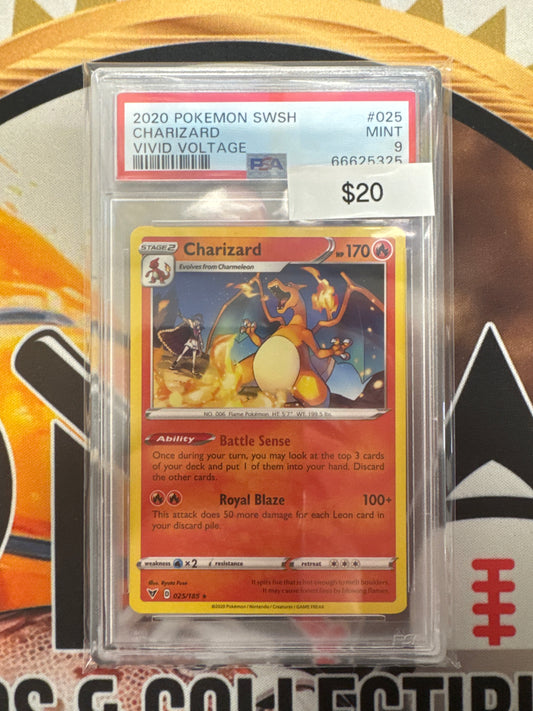 2020 POKEMON SWSH #025
CHARIZARD MINT
VIVID VOLTAGE PSA 9
66625325
$20
STAGE 2 Charizard HP 170
Evolves from Charmeleon
NO. 006 Flame Pokémon HT: 5'7" WT: 199.5 lbs.
Ability Battle Sense
Once during your turn, you may look at the top 3 cards
of your deck and put 1 of them into your hand. Discard
the other cards.
Royal Blaze 100+
This attack does 50 more damage for each Leon card in
your discard pile.
weakness ×2 resistance retreat
Illus. Ryota Fuse
It spits fire that is hot enough to melt boulders.
It may cause forest fires by blowing flames.
025/185 ★
©2020 Pokémon / Nintendo / Creatures / GAME FREAK
& COLLECTIB